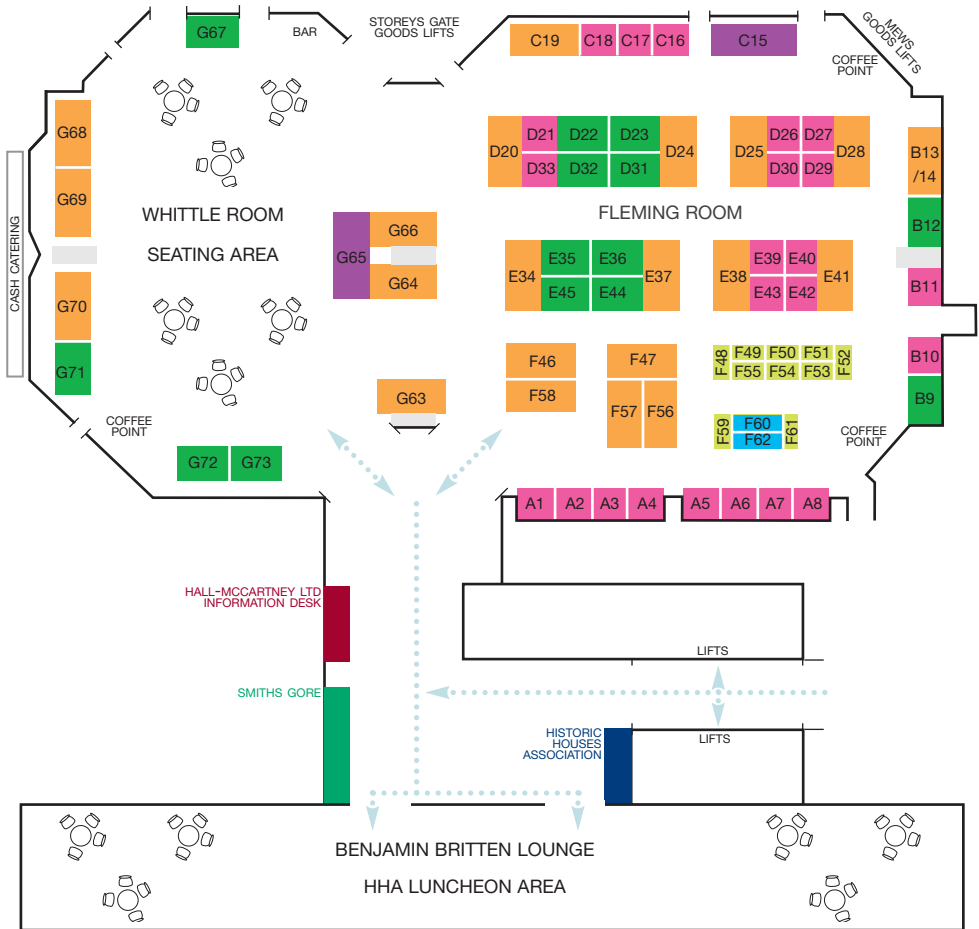 G67
BAR
STOREYS GATE
GOODS LIFTS
C19
C18
C17
C16
C15
MEWS
GOODS LIFTS
COFFEE
POINT
G68
G69
CASH CATERING
G70
G71
WHITTLE ROOM
SEATING AREA
G65
G66
G64
G63
COFFEE
POINT
G72
G73
D20
D21
D22
D23
D24
D33
D32
D31
D25
D26
D27
D28
D30
D29
FLEMING ROOM
B13
/14
B12
B11
B10
B9
E34
E35
E36
E37
E45
E44
E38
E39
E40
E41
E43
E42
F46
F58
F47
F57
F56
F48
F49
F50
F51
F52
F55
F54
F53
F59
F60
F62
F61
COFFEE
POINT
A1
A2
A3
A4
A5
A6
A7
A8
HALL-MCCARTNEY LTD
INFORMATION DESK
SMITHS GORE
LIFTS
LIFTS
HISTORIC
HOUSES
ASSOCIATION
BENJAMIN BRITTEN LOUNGE
HHA LUNCHEON AREA